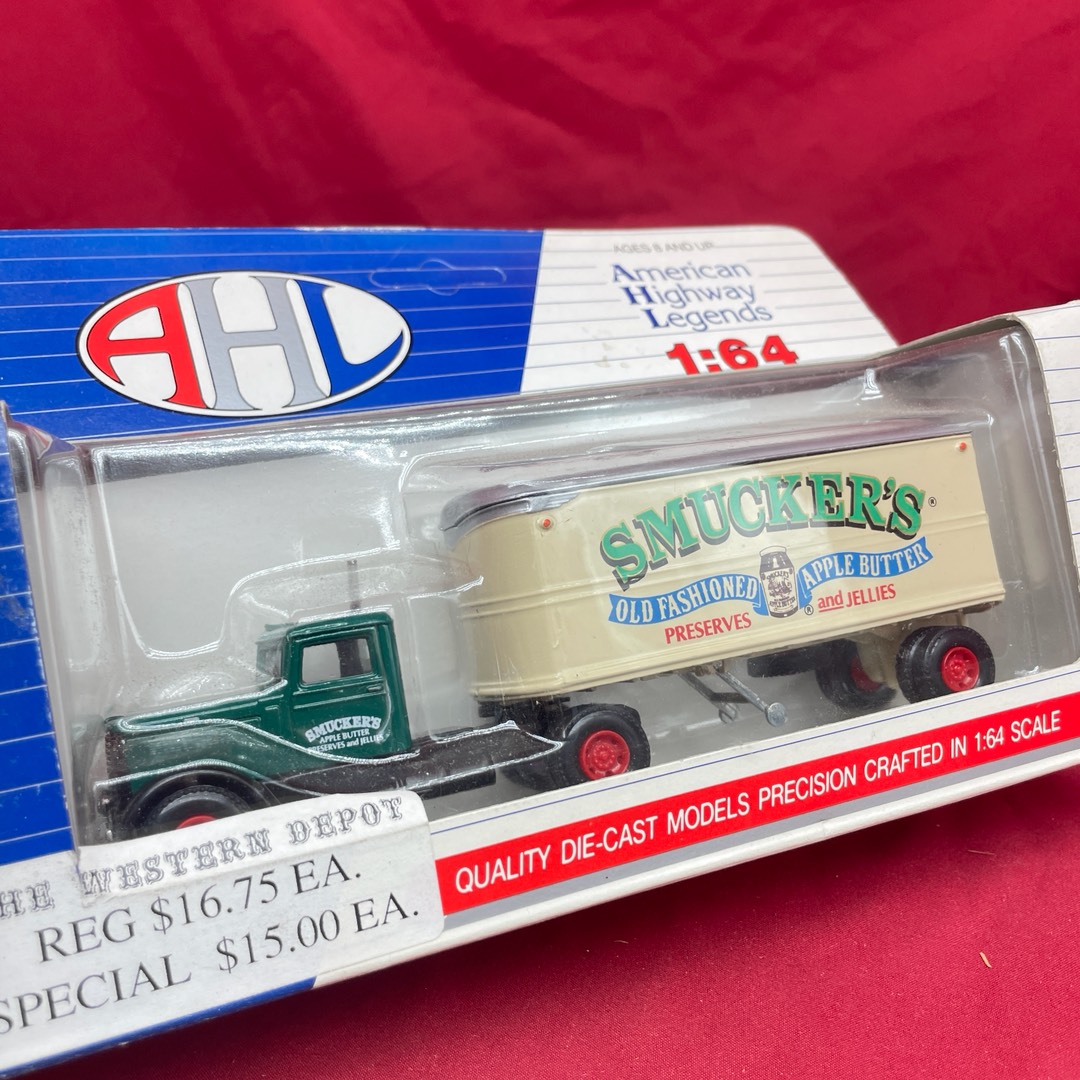 AHL
AGES 8 AND UP
American
Highway
Legends
1:64
SMUCKER'S®
OLD FASHIONED APPLE BUTTER®
PRESERVES and JELLIES
SMUCKER'S
APPLE BUTTER
PRESERVES and JELLIES
QUALITY DIE-CAST MODELS PRECISION CRAFTED IN 1:64 SCALE
HE WESTERN DEPOT
REG $16.75 EA.
SPECIAL $15.00 EA.